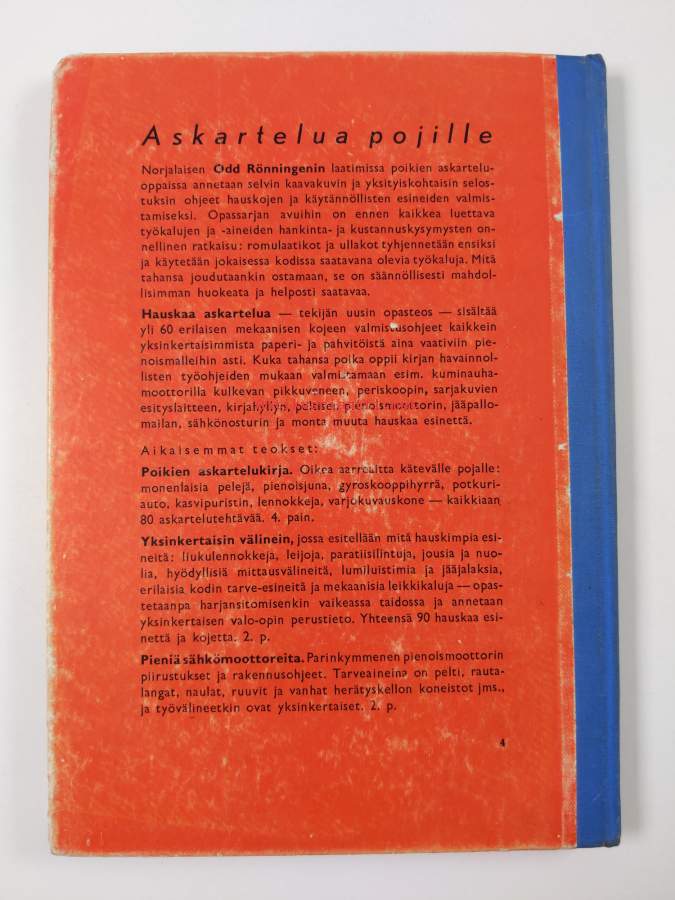 Askartelua pojille
Norjalaisen Odd Rönningenin laatimissa poikien askartelu-
oppaissa annetaan selvin kaavakuvin ja yksityiskohtaisin selos-
tuksin ohjeet hauskojen ja käytännöllisten esineiden valmis-
tamiseksi. Opassarjan avuihin on ennen kaikkea luettava
työkalujen ja -aineiden hankinta- ja kustannuskysymysten on-
nellinen ratkaisu: romulaatikot ja ullakot tyhjennetään ensiksi
ja käytetään jokaisessa kodissa saatavana olevia työkaluja. Mitä
tahansa joudutaankin ostamaan, se on säännöllisesti mahdol-
lisimman huokeata ja helposti saatavaa.
Hauskaa askartelua — tekijän uusin opasteos — sisältää
yli 60 erilaisen mekaanisen kojeen valmistusohjeet kaikkein
yksinkertaisimmista paperi- ja pahvitöistä aina vaativiin pie-
noismalleihin asti. Kuka tahansa poika oppii kirjan havainnol-
listen työohjeiden mukaan valmistamaan esim. kuminauha-
moottorilla kulkevan pikkuveneen, periskoopin, sarjakuvien
esityslaitteen, kirjahyllyn, peltisen pienoismoottorin, jääpallo-
mailan, sähkönosturin ja monta muuta hauskaa esinettä.
Aikaisemmat teokset:
Poikien askartelukirja. Oikea aarreaitta kätevälle pojalle:
monenlaisia pelejä, pienoisjuna, gyroskooppihyrrä, potkuri-
auto, kasvipuristin, lennokkeja, varjokuvauskone — kaikkiaan
80 askartelutehtävää. 4. pain.
Yksinkertaisin välinein, jossa esitellään mitä hauskimpia esi-
neitä: liukulennokkeja, leijoja, paratiisilintuja, jousia ja nuo-
lia, hyödyllisiä mittausvälineitä, lumiluistimia ja jääjalaksia,
erilaisia kodin tarve-esineitä ja mekaanisia leikkikaluja — opas-
tetaanpa harjansitomisenkin vaikeassa taidossa ja annetaan
yksinkertaisen valo-opin perustieto. Yhteensä 90 hauskaa esi-
nettä ja kojetta. 2. p.
Pieniä sähkömoottoreita. Parinkymmenen pienoismoottorin
piirustukset ja rakennusohjeet. Tarveaineina on pelti, rauta-
langat, naulat, ruuvit ja vanhat herätyskellon koneistot jms.,
ja työvälineetkin ovat yksinkertaiset. 2. p.
4